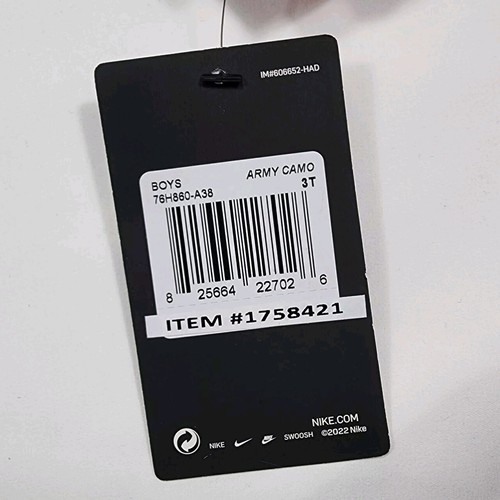 IM#606652-HAD
BOYS
ARMY CAMO
76H860-A38
3T
8 25664 22702 6
ITEM #1758421
NIKE.COM
NIKE SWOOSH ©2022 Nike